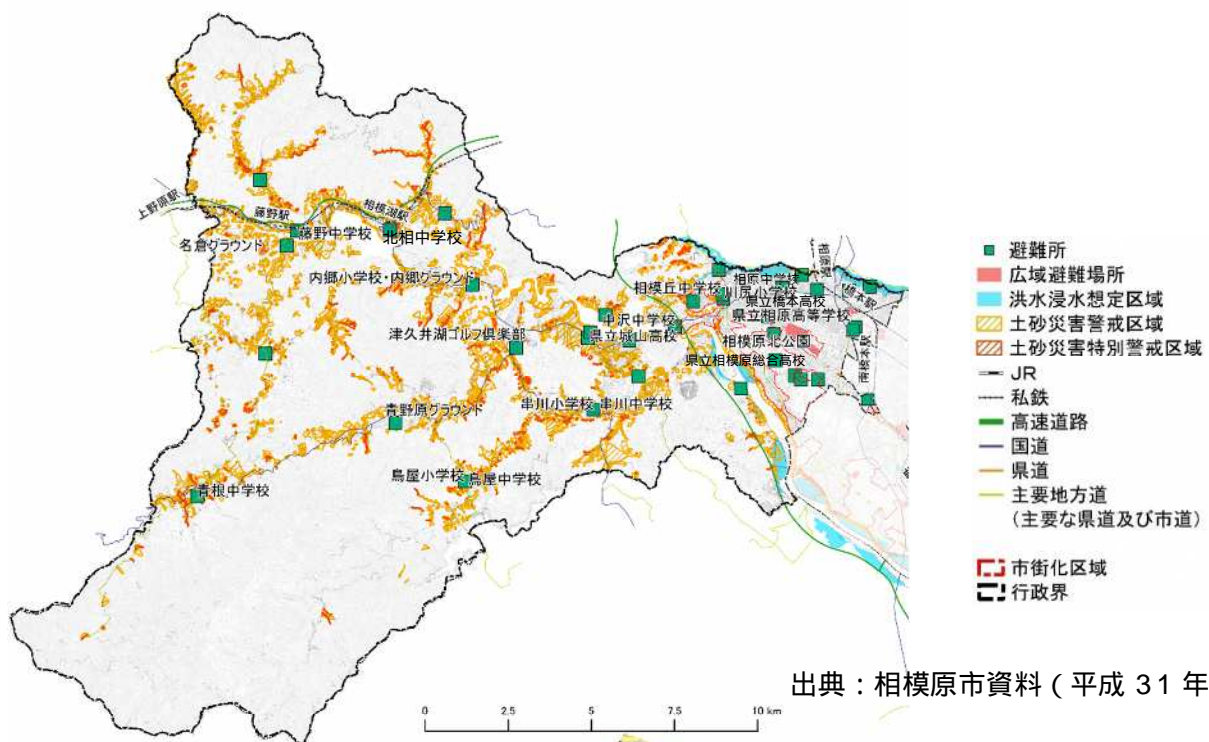 上野原駅
藤野駅
相模湖駅
藤野中学校
北相中学校
名倉グラウンド
内郷小学校・内郷グラウンド
相模丘中学校
相原中学校
川尻小学校
県立橋本高校
橋本駅
県立相原高等学校
中沢中学校
県立城山高校
津久井湖ゴルフ倶楽部
相模原北公園
南橋本駅
県立相模原総合高校
青野原グラウンド
串川小学校 串川中学校
鳥屋小学校
鳥屋中学校
青根中学校
避難所
広域避難場所
洪水浸水想定区域
土砂災害警戒区域
土砂災害特別警戒区域
JR
私鉄
高速道路
国道
県道
主要地方道
(主要な県道及び市道)
市街化区域
行政界
出典：相模原市資料（平成 31 年
0 2.5 5 7.5 10 km